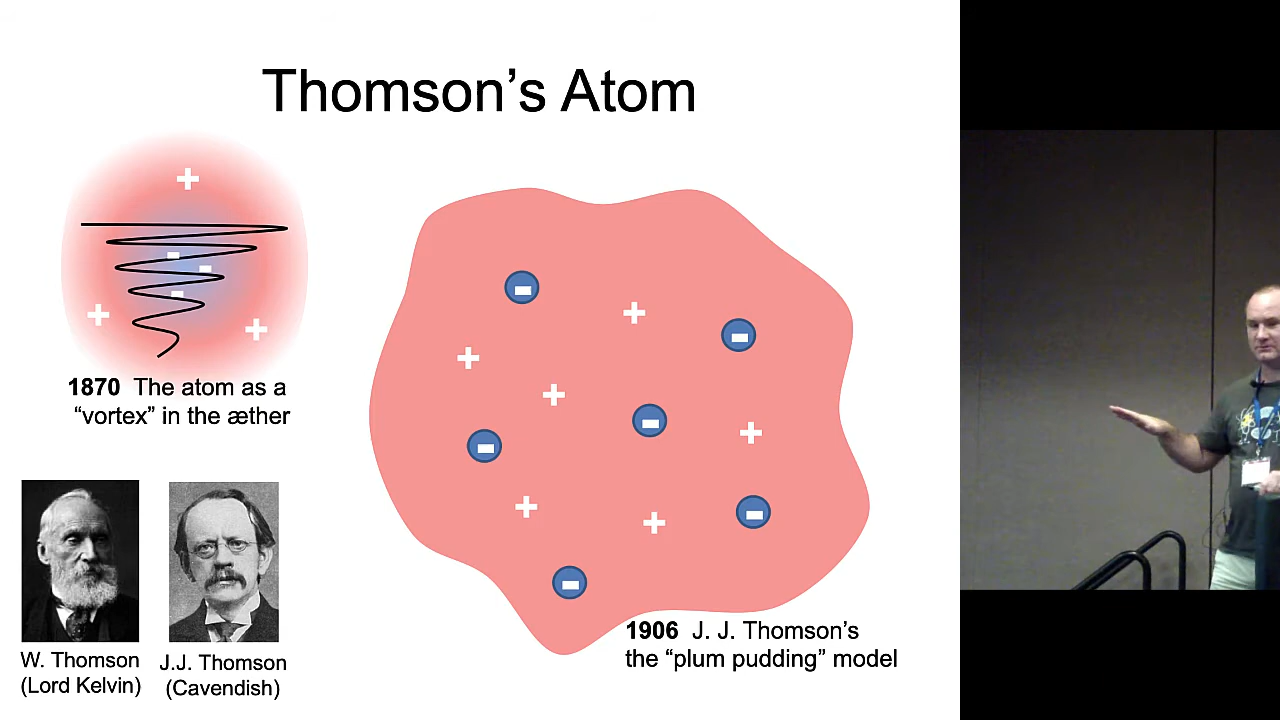 Thomson’s Atom
1870 The atom as a
“vortex” in the æther
W. Thomson
(Lord Kelvin)
J.J. Thomson
(Cavendish)
1906 J. J. Thomson’s
the “plum pudding” model